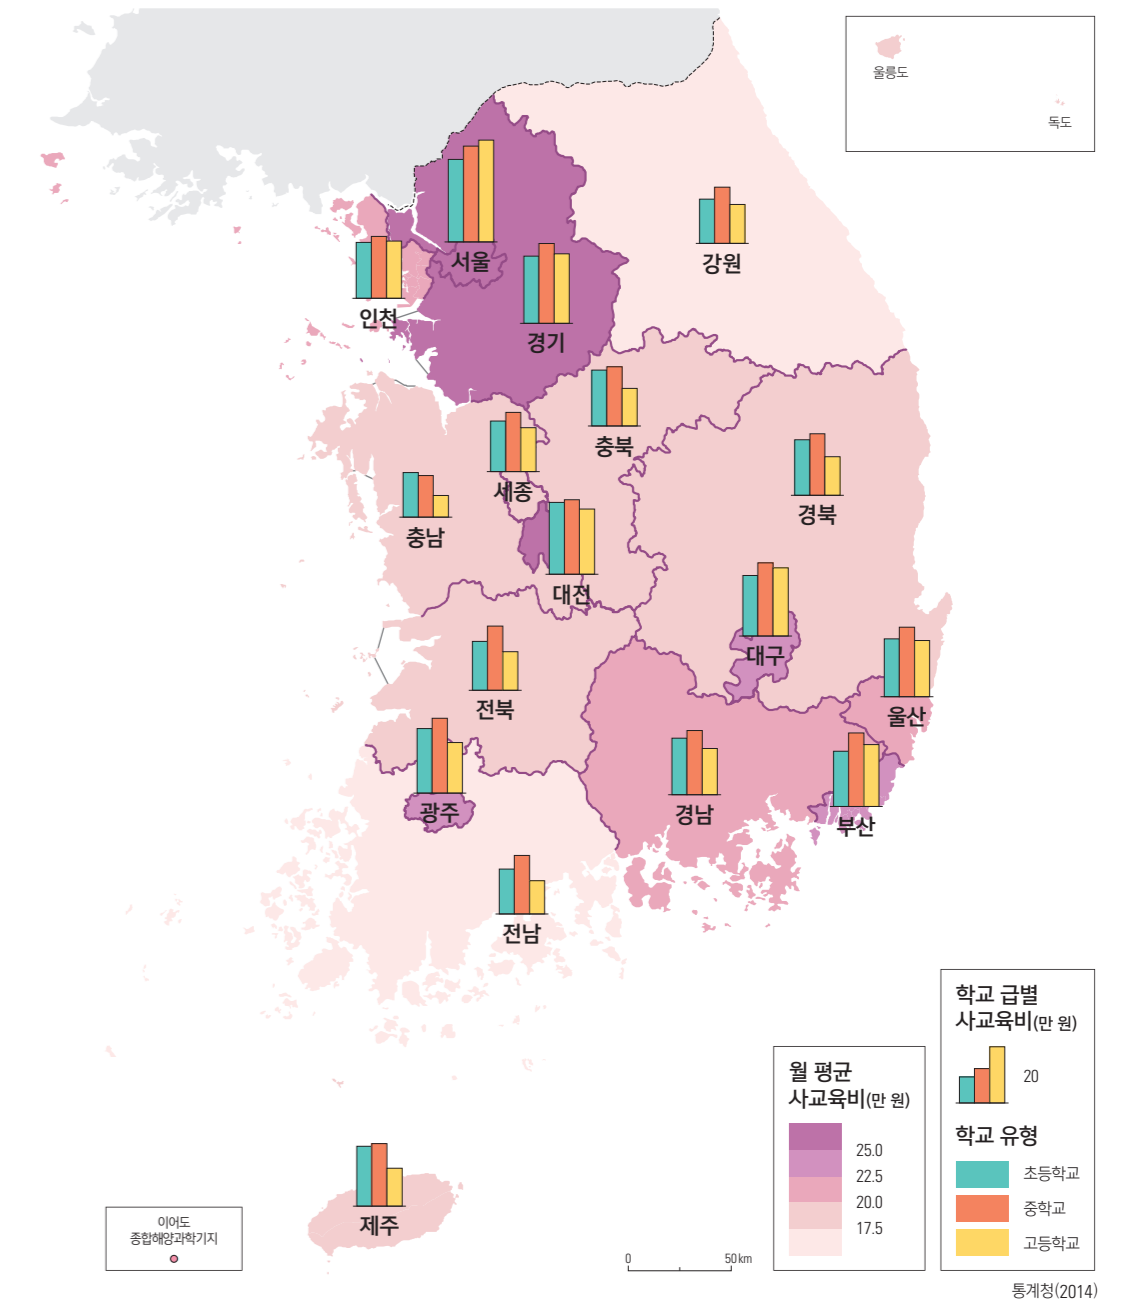 울릉도
독도
서울
강원
인천
경기
충북
세종
경북
충남
대전
대구
전북
울산
광주
경남
부산
전남
제주
이어도
종합해양과학기지
월 평균
사교육비(만 원)
25.0
22.5
20.0
17.5
학교 급별
사교육비(만 원)
20
학교 유형
초등학교
중학교
고등학교
0 50km
통계청(2014)